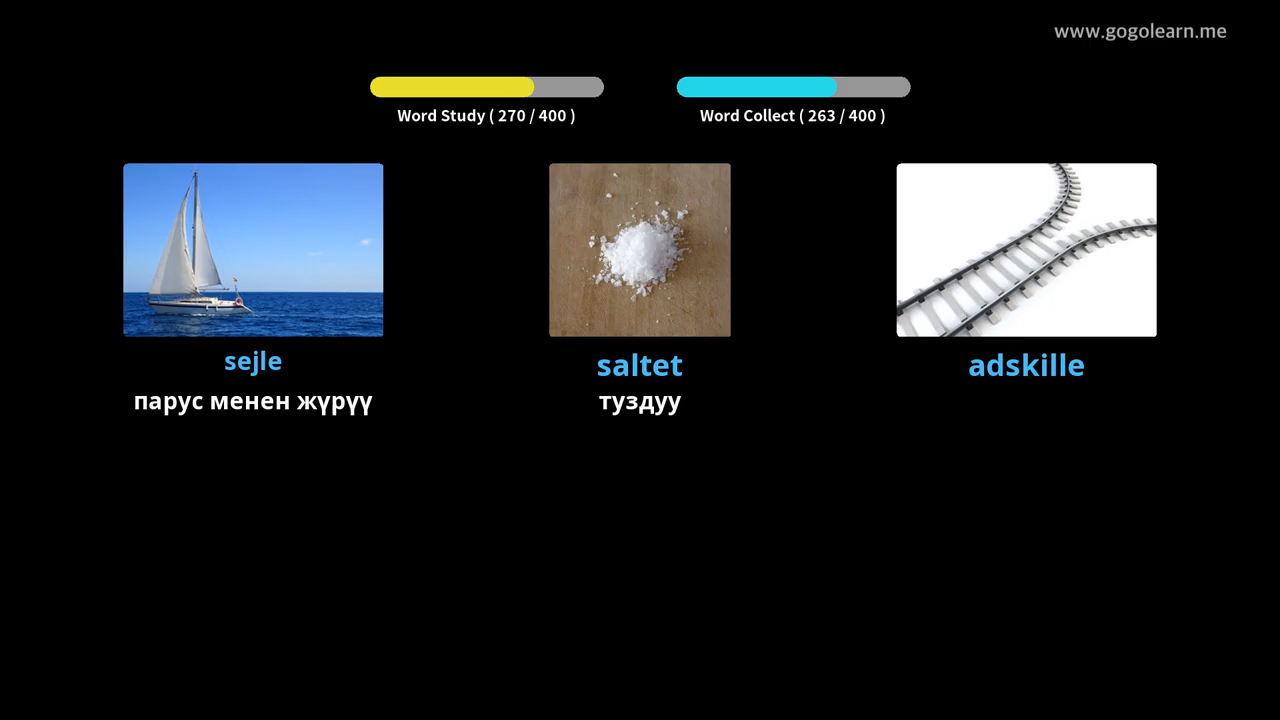 www.gogolearn.me
Word Study ( 270 / 400 )
Word Collect ( 263 / 400 )
sejle
saltet
adskille
парус менен жүрүү
туздуу